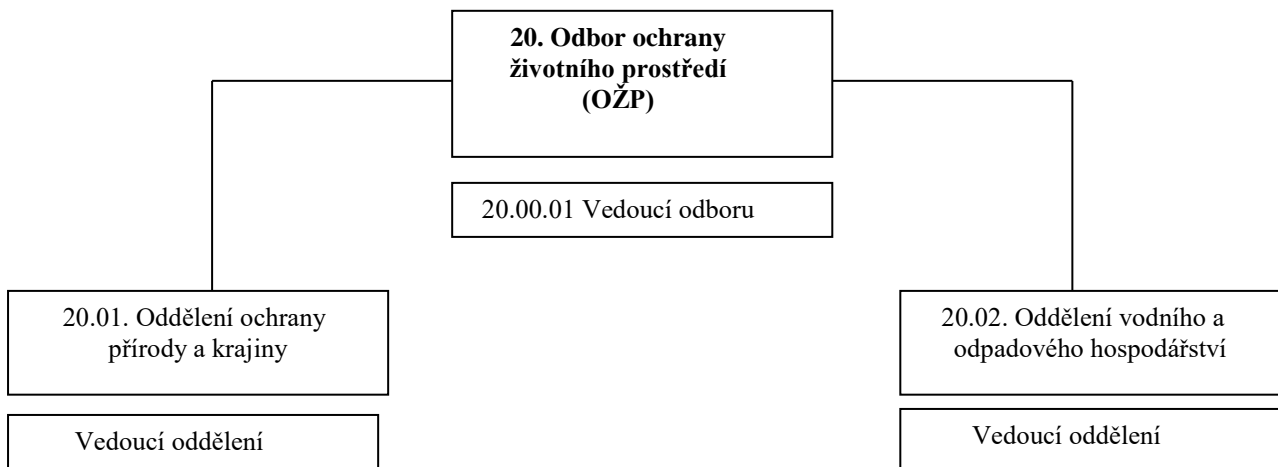 20. Odbor ochrany
životního prostředí
(OŽP)
20.00.01 Vedoucí odboru
20.01. Oddělení ochrany
přírody a krajiny
Vedoucí oddělení
20.02. Oddělení vodního a
odpadového hospodářství
Vedoucí oddělení